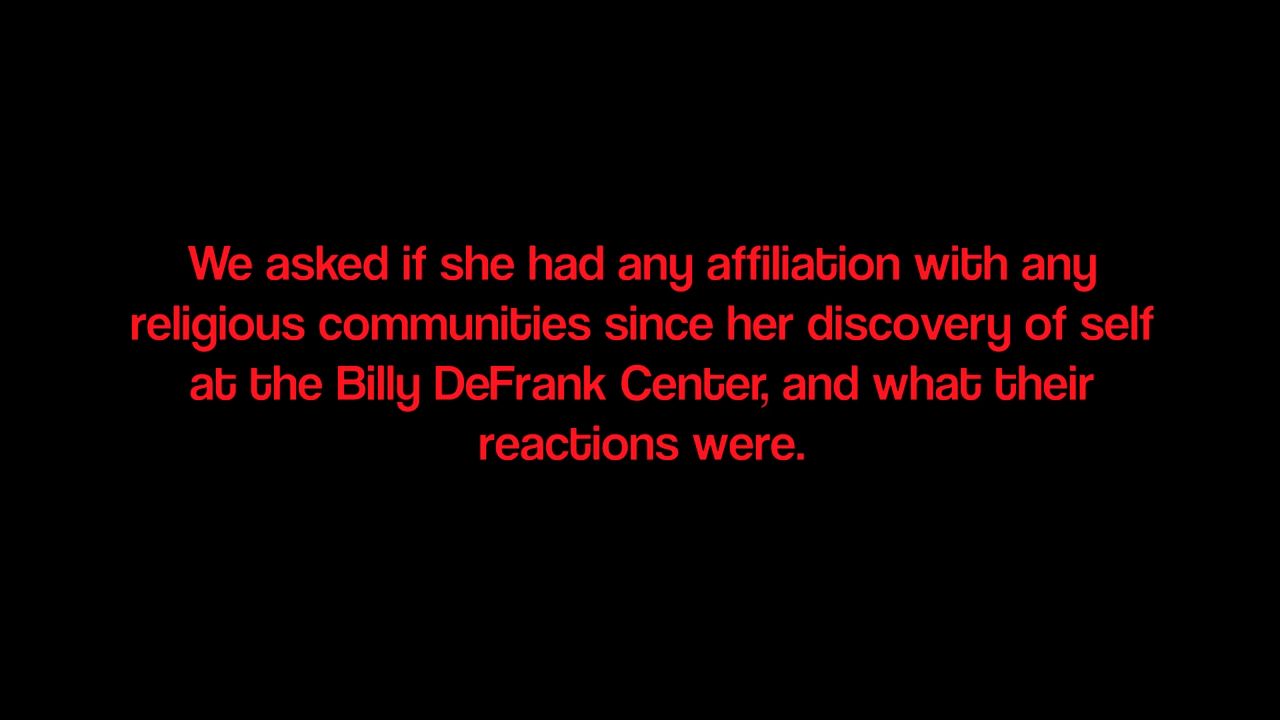 We asked if she had any affiliation with any
religious communities since her discovery of self
at the Billy DeFrank Center, and what their
reactions were.